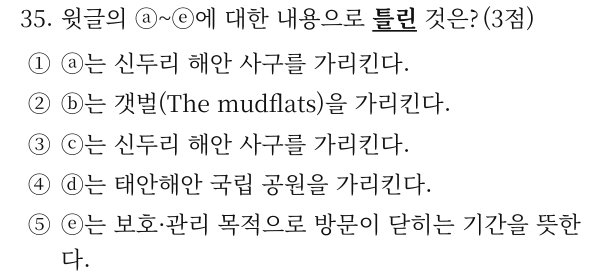 35. 윗글의 ⓐ~ⓔ에 대한 내용으로 틀린 것은?(3점)
① ⓐ는 신두리 해안 사구를 가리킨다.
② ⓑ는 갯벌(The mudflats)을 가리킨다.
③ ⓒ는 신두리 해안 사구를 가리킨다.
④ ⓓ는 태안해안 국립 공원을 가리킨다.
⑤ ⓔ는 보호·관리 목적으로 방문이 닫히는 기간을 뜻한
다.